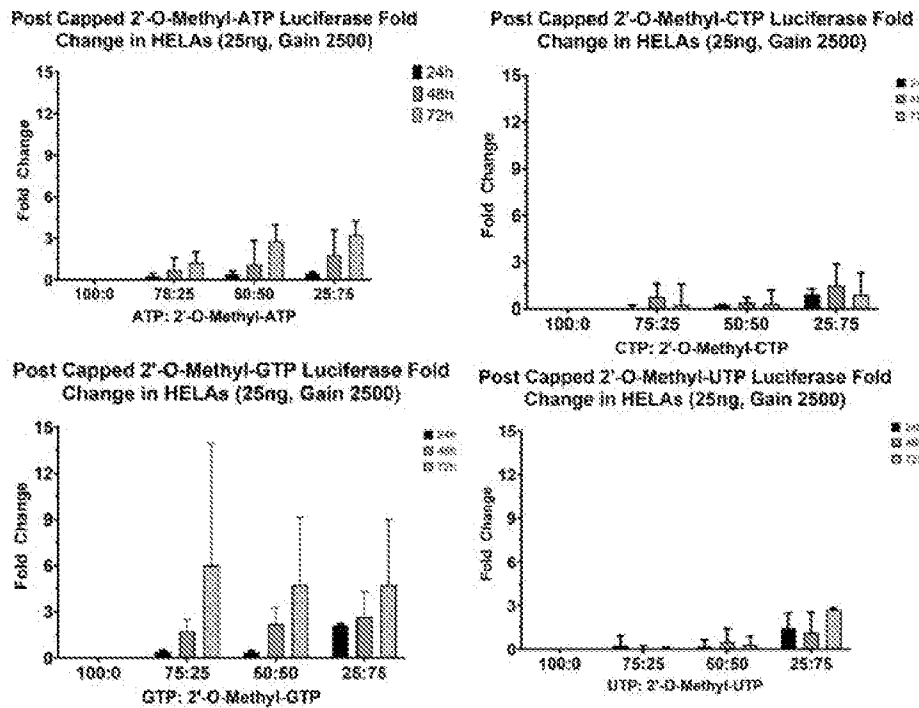 Post Capped 2'-O-Methyl-ATP Luciferase Fold
Change in HELAs (25ng, Gain 2500)
24h
48h
72h
15
12
9
6
3
0
Fold Change
100:0 75:25 50:50 25:75
ATP: 2'-O-Methyl-ATP
Post Capped 2'-O-Methyl-CTP Luciferase Fold
Change in HELAs (25ng, Gain 2500)
15
12
9
6
3
0
Fold Change
100:0 75:25 50:50 25:75
CTP: 2'-O-Methyl-CTP
Post Capped 2'-O-Methyl-GTP Luciferase Fold
Change in HELAs (25ng, Gain 2500)
24h
48h
72h
15
12
9
6
3
0
Fold Change
100:0 75:25 50:50 25:75
GTP: 2'-O-Methyl-GTP
Post Capped 2'-O-Methyl-UTP Luciferase Fold
Change in HELAs (25ng, Gain 2500)
15
12
9
6
3
0
Fold Change
100:0 75:25 50:50 25:75
UTP: 2'-O-Methyl-UTP